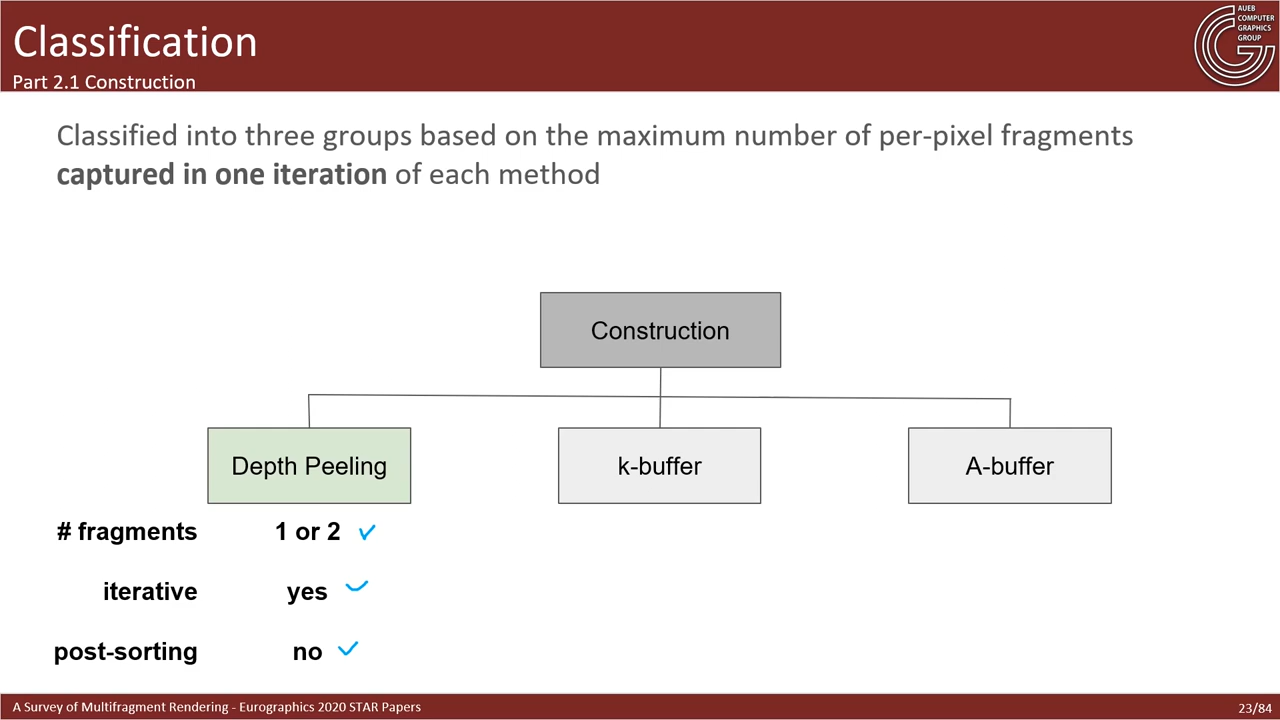 Classification
Part 2.1 Construction
AUEB
COMPUTER
GRAPHICS
GROUP
Classified into three groups based on the maximum number of per-pixel fragments
captured in one iteration of each method
Construction
Depth Peeling
k-buffer
A-buffer
# fragments
1 or 2
iterative
yes
post-sorting
no
A Survey of Multifragment Rendering - Eurographics 2020 STAR Papers
23/84